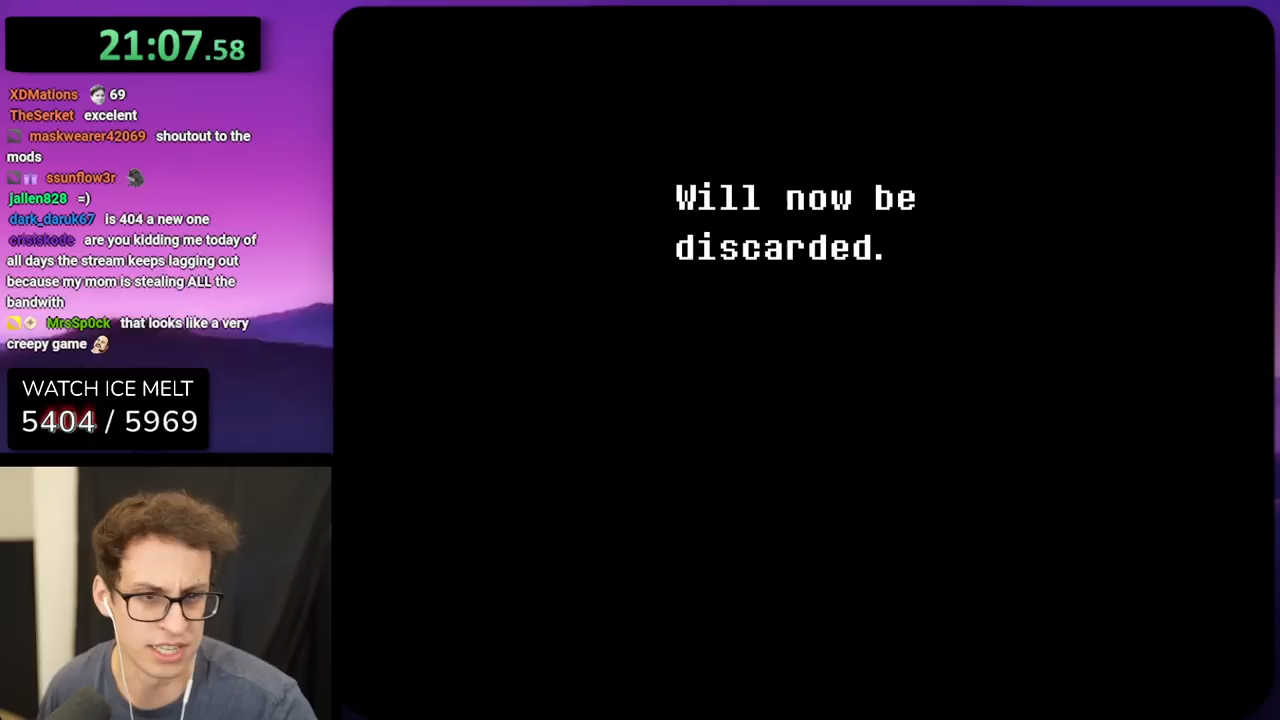 21:07.58
XDMations 69
TheSerket excelent
maskwearer42069 shoutout to the
mods
ssunflow3r
jallen828 =)
dark_daruk67 is 404 a new one
crisiskode are you kidding me today of
all days the stream keeps lagging out
because my mom is stealing ALL the
bandwith
MrsSp0ck that looks like a very
creepy game
WATCH ICE MELT
5404 / 5969
Will now be
discarded.